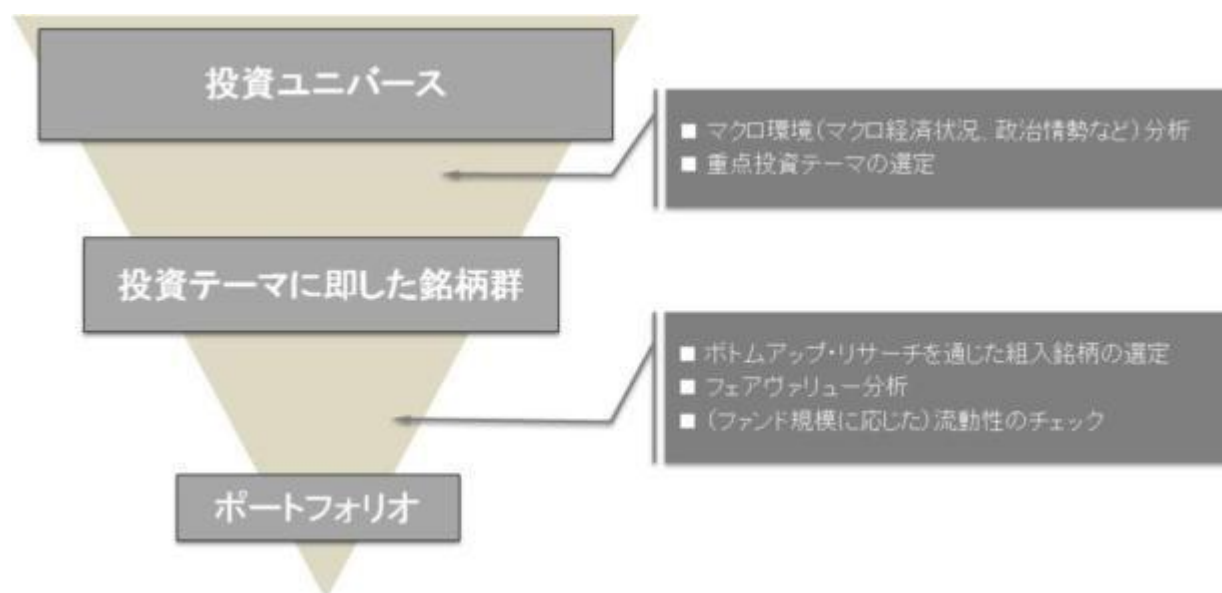 投資ユニバース
■ マクロ環境(マクロ経済状況、政治情勢など)分析
■ 重点投資テーマの選定
投資テーマに即した銘柄群
■ ボトムアップ・リサーチを通じた組入銘柄の選定
■ フェアヴァリュー分析
■ (ファンド規模に応じた)流動性のチェック
ポートフォリオ